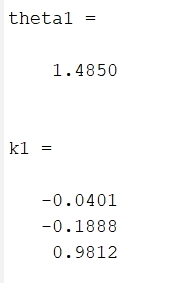 theta1 =
1.4850
k1 =
-0.0401
-0.1888
0.9812